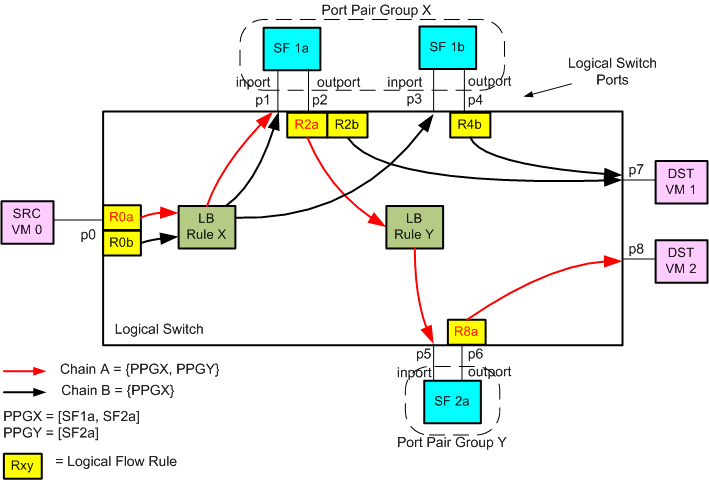 Port Pair Group X
SF 1a
SF 1b
Logical Switch
Ports
inport
outport
inport
outport
p1
p2
p3
p4
R2a
R2b
R4b
p7
DST
VM 1
SRC
VM 0
p0
R0a
R0b
LB
Rule X
LB
Rule Y
p8
DST
VM 2
Logical Switch
R8a
p5
p6
inport
outport
SF 2a
Port Pair Group Y
Chain A = {PPGX, PPGY}
Chain B = {PPGX}
PPGX = [SF1a, SF2a]
PPGY = [SF2a]
Rxy
= Logical Flow Rule